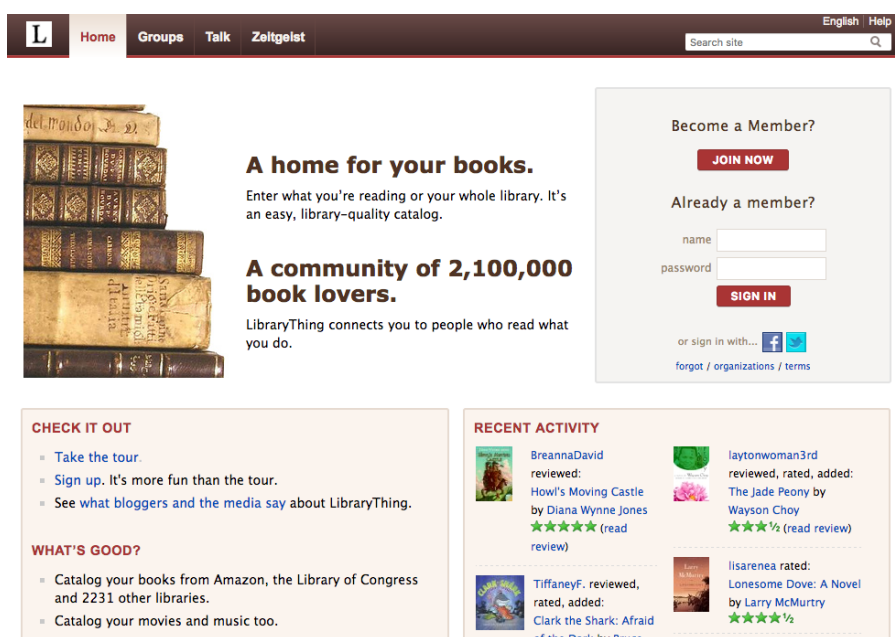 L
Home
Groups
Talk
Zeitgeist
English
Help
Search site
A home for your books.
Enter what you're reading or your whole library. It's
an easy, library-quality catalog.
A community of 2,100,000
book lovers.
LibraryThing connects you to people who read what
you do.
Become a Member?
JOIN NOW
Already a member?
name
password
SIGN IN
or sign in with...
forgot / organizations / terms
CHECK IT OUT
Take the tour.
Sign up. It's more fun than the tour.
See what bloggers and the media say about LibraryThing.
WHAT'S GOOD?
Catalog your books from Amazon, the Library of Congress
and 2231 other libraries.
Catalog your movies and music too.
RECENT ACTIVITY
BreannaDavid
reviewed:
Howl's Moving Castle
by Diana Wynne Jones
(read
review)
TiffaneyF. reviewed,
rated, added:
Clark the Shark: Afraid
of the Dark by Bruce
laytonwoman3rd
reviewed, rated, added:
The Jade Peony by
Wayson Choy
½ (read review)
lisarenea rated:
Lonesome Dove: A Novel
by Larry McMurtry
½